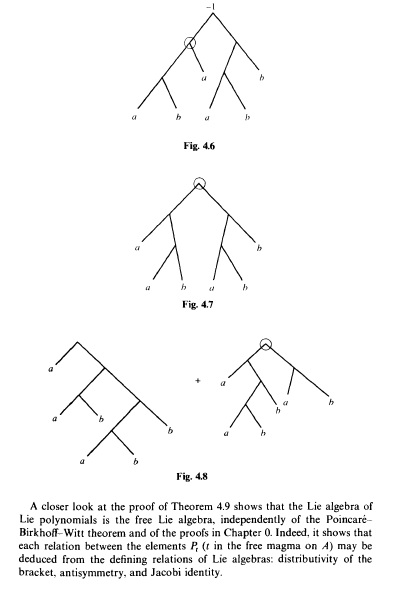 -1
a
b
a b a b
Fig. 4.6
a
b
a b a b
Fig. 4.7
a
+
a
b
a
a b
b
b
a b
a b
Fig. 4.8
A closer look at the proof of Theorem 4.9 shows that the Lie algebra of
Lie polynomials is the free Lie algebra, independently of the Poincaré–
Birkhoff–Witt theorem and of the proofs in Chapter 0. Indeed, it shows that
each relation between the elements Pt (t in the free magma on A) may be
deduced from the defining relations of Lie algebras: distributivity of the
bracket, antisymmetry, and Jacobi identity.